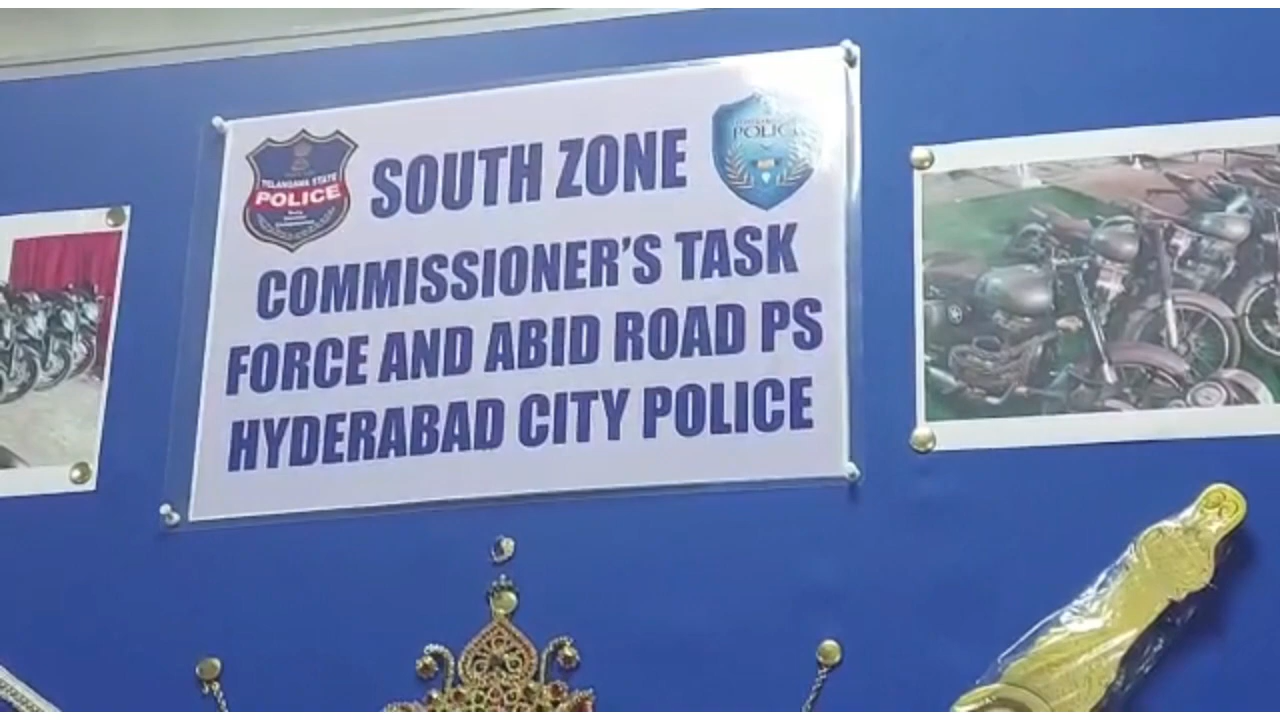 SOUTH ZONE
COMMISSIONER'S TASK
FORCE AND ABID ROAD PS
HYDERABAD CITY POLICE
TELANGANA STATE
POLICE
POLICE